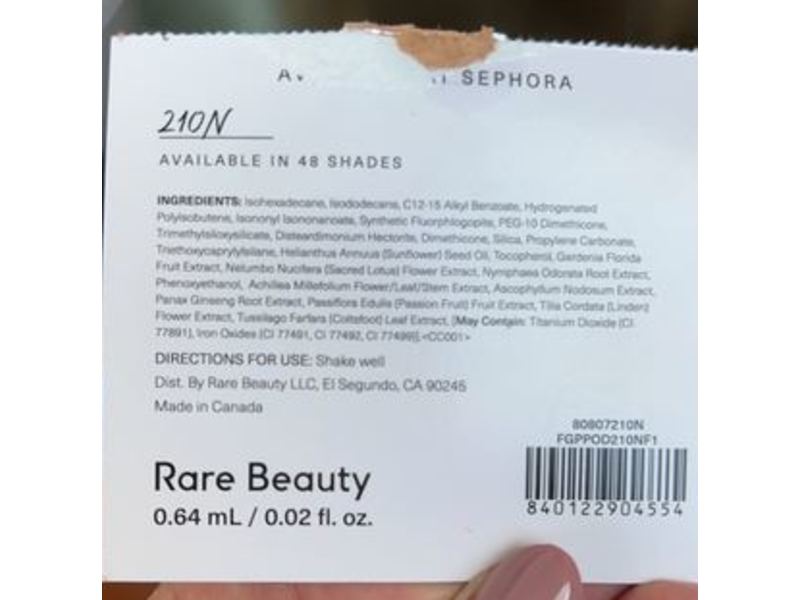 SEPHORA
210N
AVAILABLE IN 48 SHADES
INGREDIENTS: Isohexadecane, Isododecane, C12-15 Alkyl Benzoate, Hydrogenated
Polyisobutene, Isononyl Isononanoate, Synthetic Fluorphlogopite, PEG-10 Dimethicone,
Trimethylsiloxysilicate, Disteardimonium Hectorite, Dimethicone, Silica, Propylene Carbonate,
Triethoxycaprylylsilane, Helianthus Annuus (Sunflower) Seed Oil, Tocopherol, Gardenia Florida
Fruit Extract, Nelumbo Nucifera (Sacred Lotus) Flower Extract, Nymphaea Odorata Root Extract,
Phenoxyethanol, Achillea Millefolium Flower/Leaf/Stem Extract, Ascophyllum Nodosum Extract,
Panax Ginseng Root Extract, Passiflora Edulis (Passion Fruit) Fruit Extract, Tilia Cordata (Linden)
Flower Extract, Tussilago Farfara (Coltsfoot) Leaf Extract, [May Contain: Titanium Dioxide (CI
77891), Iron Oxides (CI 77491, CI 77492, CI 77499)].<CC001>
DIRECTIONS FOR USE: Shake well
Dist. By Rare Beauty LLC, El Segundo, CA 90245
Made in Canada
80807210N
FGPPOD210NF1
840122904554
Rare Beauty
0.64 mL / 0.02 fl. oz.